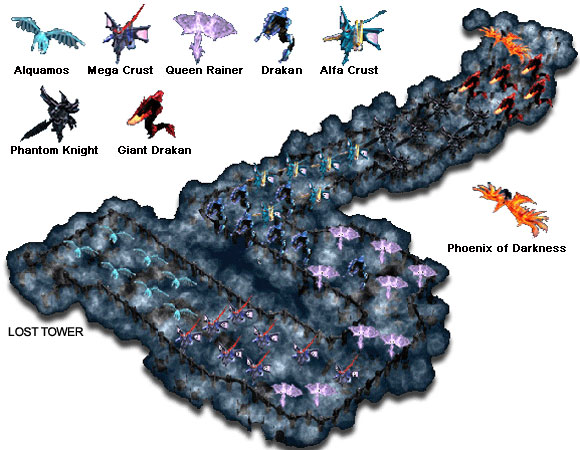 Alquamos Mega Crust Queen Rainer Drakan Alfa Crust
Phantom Knight Giant Drakan
Phoenix of Darkness
LOST TOWER